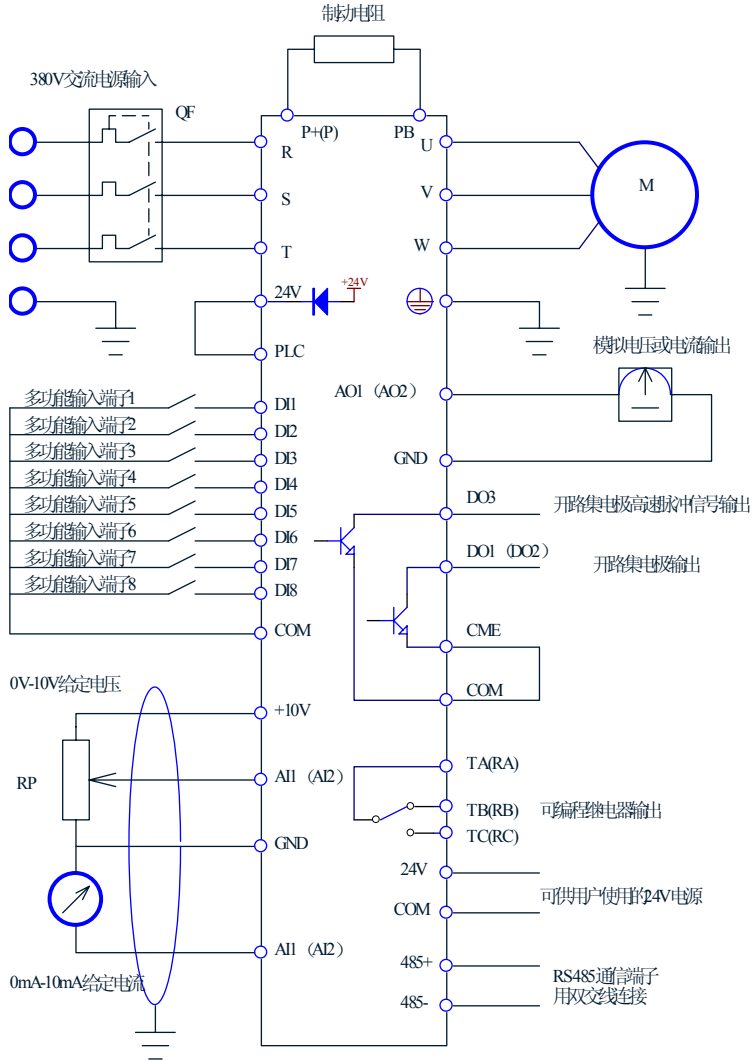 制动电阻
380V交流电源输入
QF
P+(P)
PB
R
U
S
V
M
T
W
24V
+24V
PLC
模拟电压或电流输出
AO1（AO2）
多功能输入端子1
DI1
多功能输入端子2
DI2
多功能输入端子3
DI3
GND
多功能输入端子4
DI4
DO3
开路集电极高速脉冲信号输出
多功能输入端子5
DI5
多功能输入端子6
DI6
DO1（DO2）
开路集电极输出
多功能输入端子7
DI7
多功能输入端子8
DI8
COM
CME
0V-10V给定电压
COM
+10V
RP
AI1（AI2）
TA(RA)
TB(RB)
可编程继电器输出
TC(RC)
GND
24V
可供用户使用的24V电源
COM
AI1（AI2）
0mA-10mA给定电流
485+
RS485通信端子
用双交线连接
485-